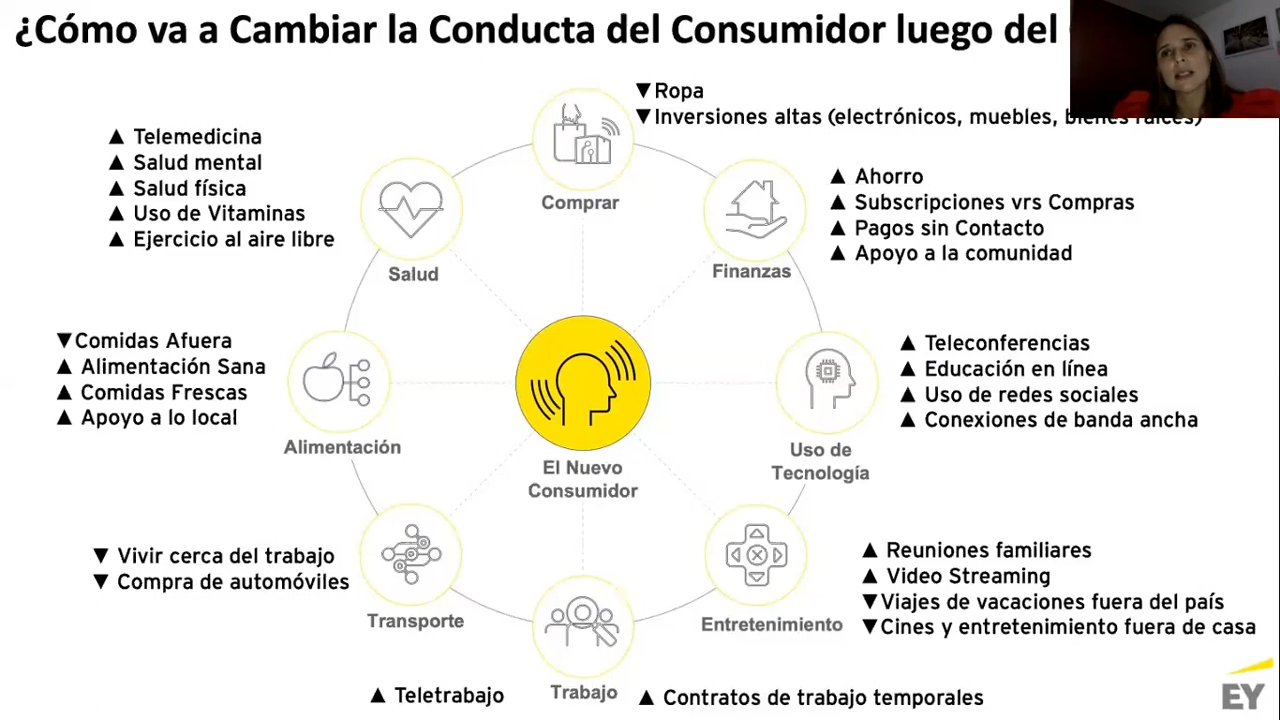 ¿Cómo va a Cambiar la Conducta del Consumidor luego del
▼Ropa
▼Inversiones altas (electrónicos, muebles, bienes raíces)
Comprar
▲ Ahorro
▲ Subscripciones vrs Compras
▲ Pagos sin Contacto
▲ Apoyo a la comunidad
Finanzas
▲ Teleconferencias
▲ Educación en línea
▲ Uso de redes sociales
▲ Conexiones de banda ancha
Uso de
Tecnología
▲ Reuniones familiares
▲ Video Streaming
▼Viajes de vacaciones fuera del país
▼Cines y entretenimiento fuera de casa
Entretenimiento
▲ Teletrabajo
Trabajo
▲ Contratos de trabajo temporales
▼ Vivir cerca del trabajo
▼ Compra de automóviles
Transporte
▼Comidas Afuera
▲ Alimentación Sana
▲ Comidas Frescas
▲ Apoyo a lo local
Alimentación
▲ Telemedicina
▲ Salud mental
▲ Salud física
▲ Uso de Vitaminas
▲ Ejercicio al aire libre
Salud
El Nuevo
Consumidor
EY